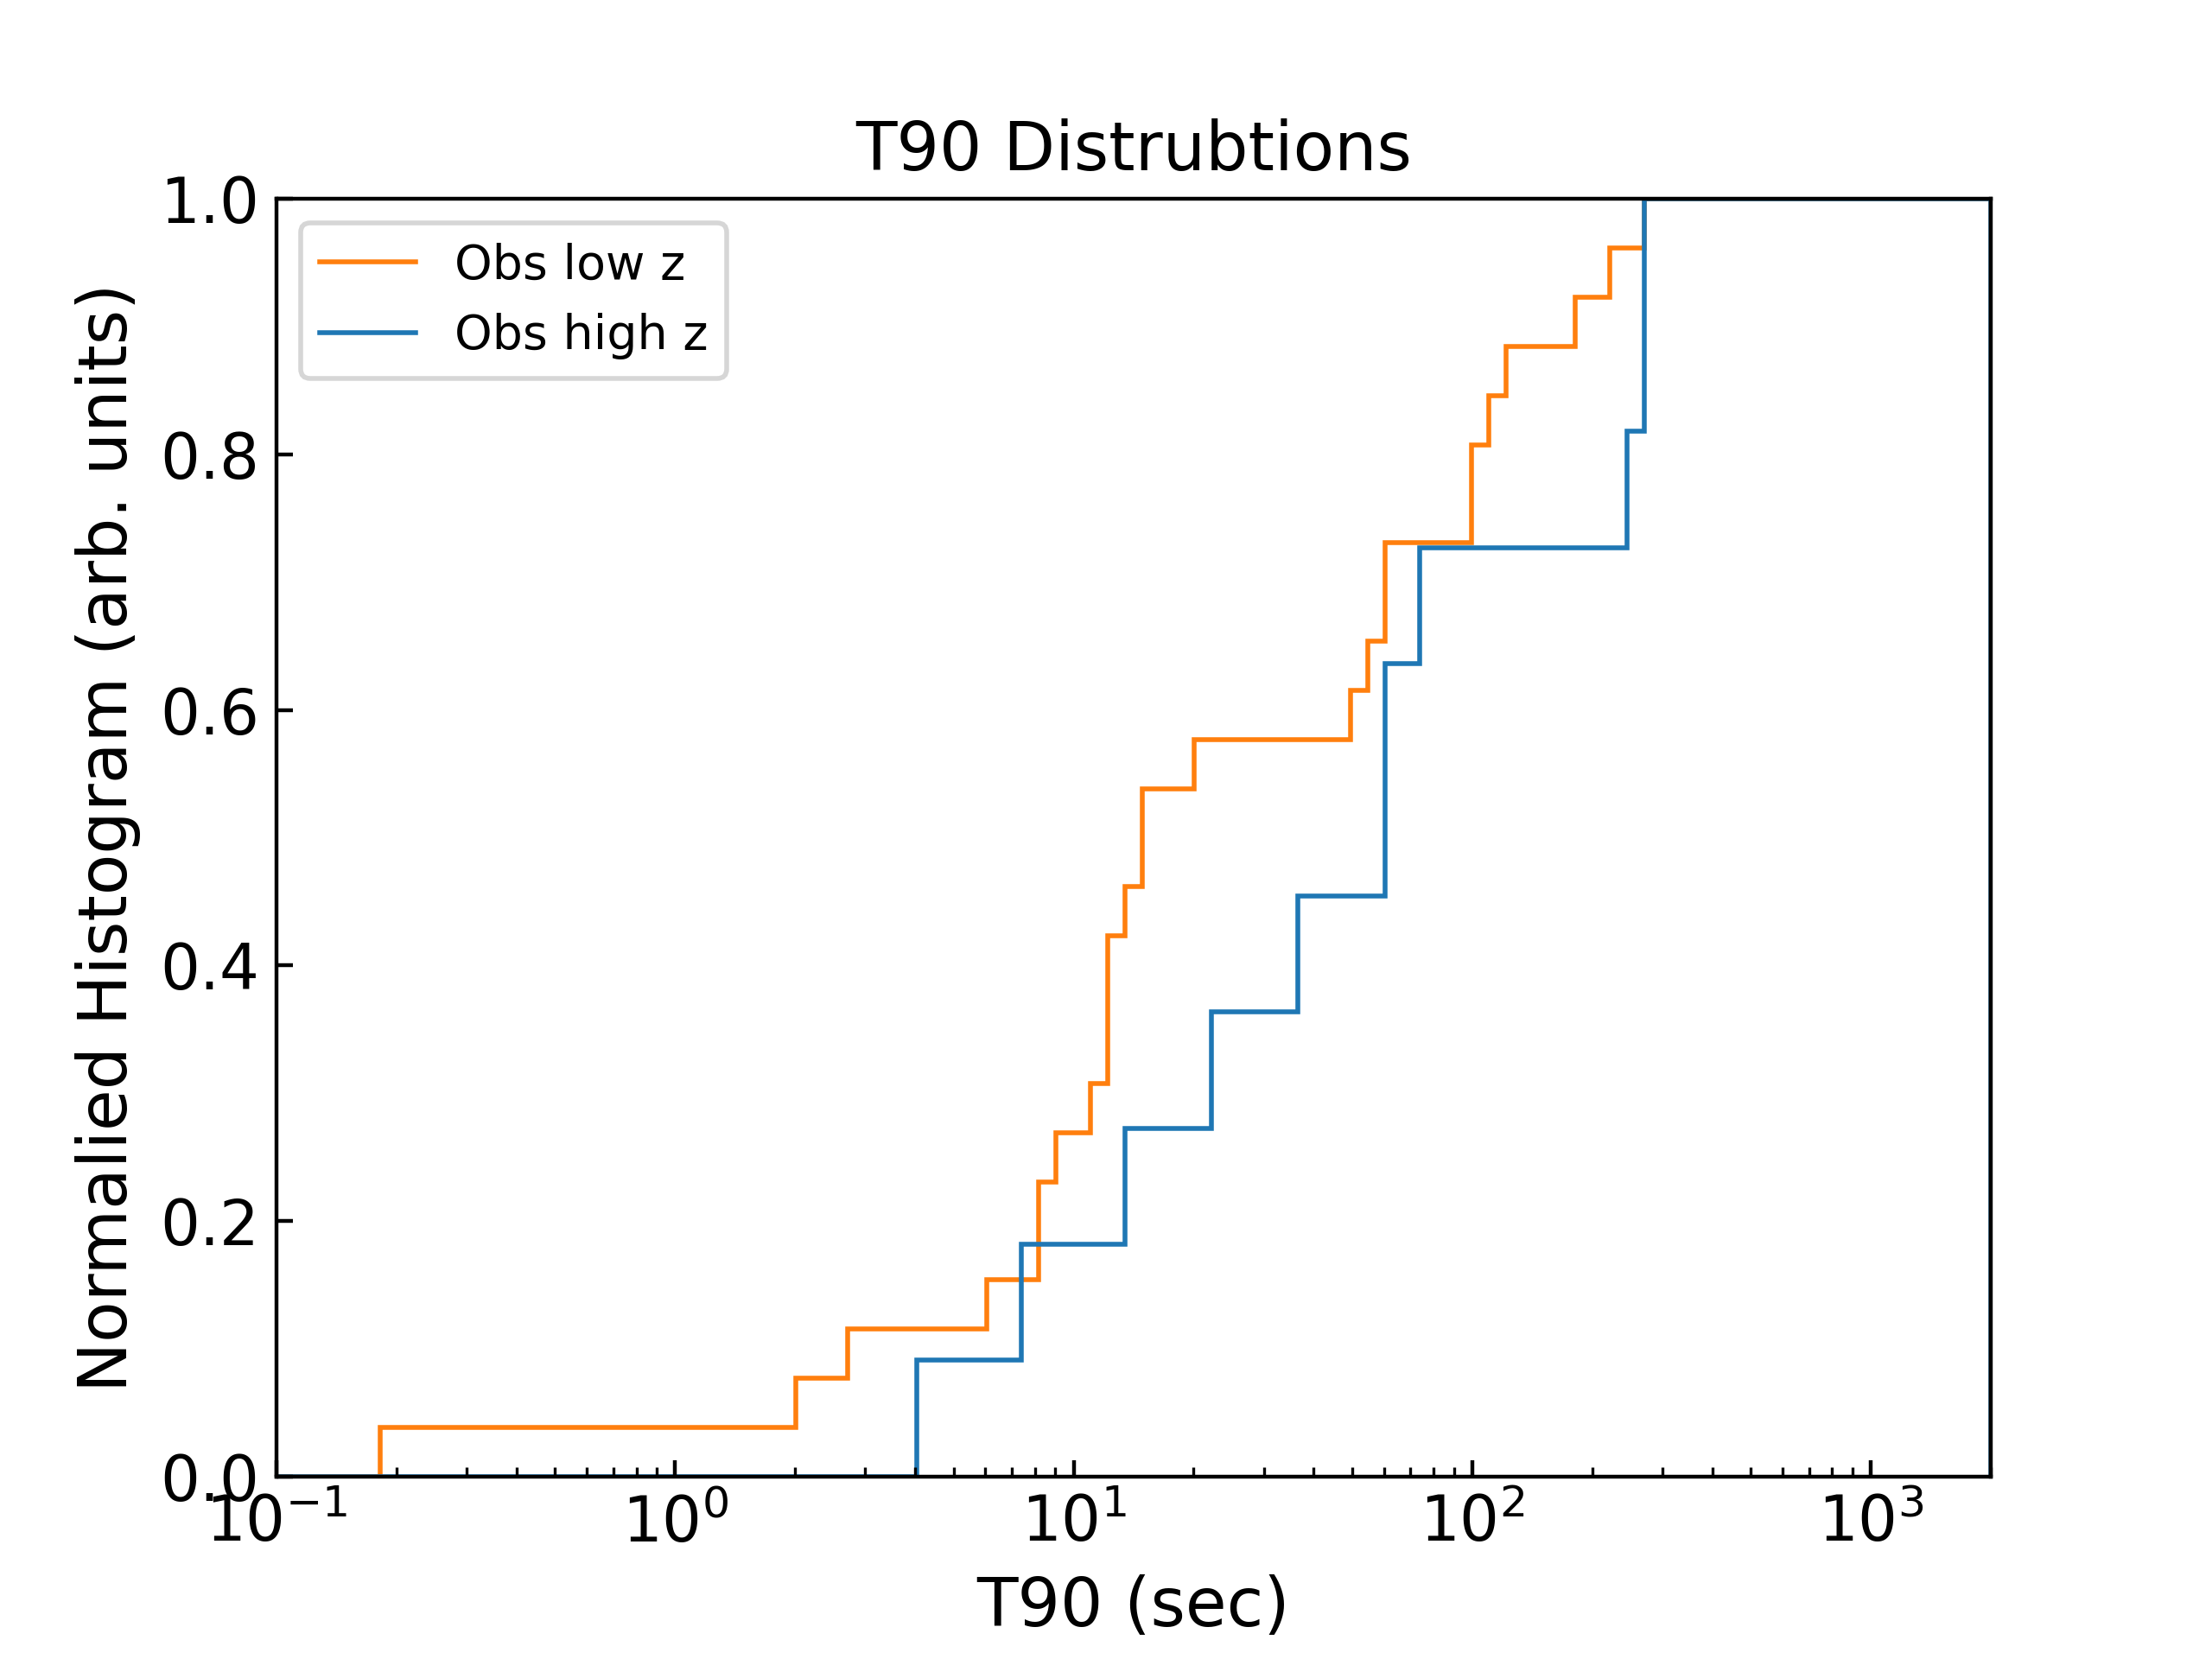 T90 Distrubtions
Obs low z
Obs high z
Normalied Histogram (arb. units)
1.0
0.8
0.6
0.4
0.2
0.0
10⁻¹ 10⁰ 10¹ 10² 10³
T90 (sec)